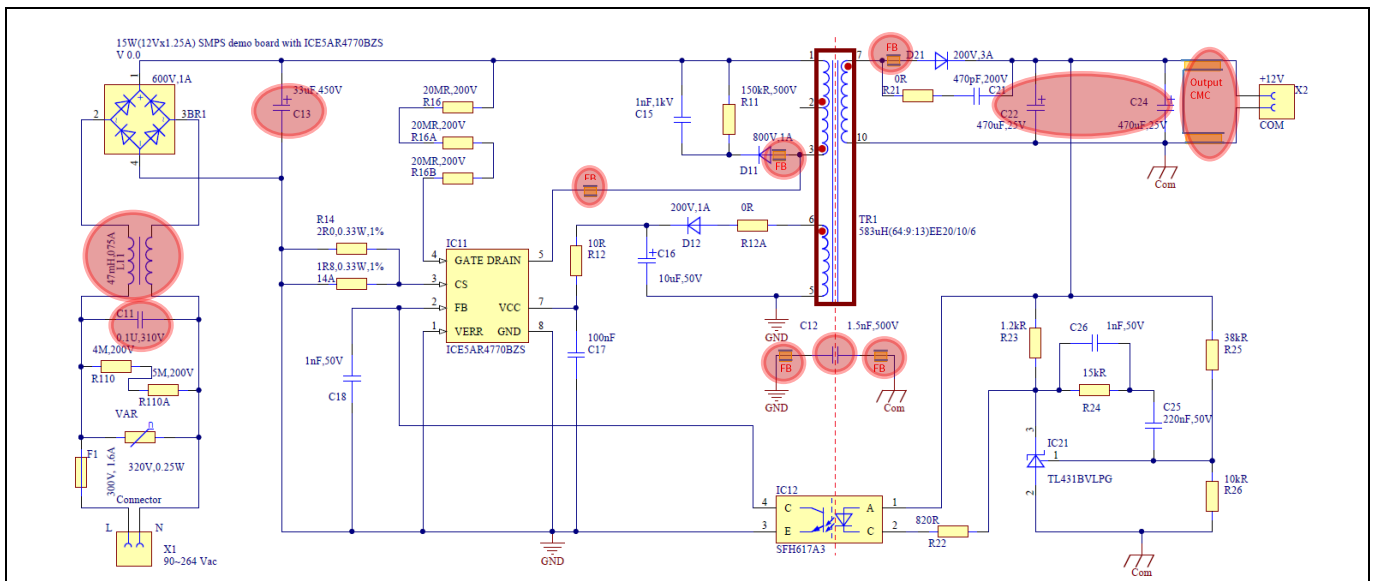 15W(12Vx1.25A) SMPS demo board with ICE5AR4770BZS
V 0.0
600V,1A
1
2
3
BR1
4
33uF,450V
C13
20MR,200V
R16
20MR,200V
R16A
20MR,200V
R16B
1nF,1kV
C15
150kR,500V
R11
800V,1A
D11
FB
FB
1
2
3
6
5
7
10
TR1
583uH(64:9:13)EE20/10/6
FB
D21
200V,3A
0R
R21
470pF,200V
C21
C22
470uF,25V
C24
470uF,25V
Output
CMC
+12V
X2
COM
Com
47mH,075A
L11
C11
0.1U,310V
4M,200V
R110
5M,200V
R110A
VAR
320V,0.25W
F1
300V, 1.6A
Connector
L
N
X1
90~264 Vac
R14
2R0,0.33W,1%
1R8,0.33W,1%
14A
IC11
4
GATE
DRAIN
5
3
CS
2
FB
VCC
7
1
VERR
GND
8
ICE5AR4770BZS
10R
R12
200V,1A
D12
0R
R12A
C16
10uF,50V
GND
100nF
C17
1nF,50V
C18
GND
C12
1.5nF,500V
FB
FB
GND
Com
IC12
4
C
A
1
3
E
C
2
SFH617A3
820R
R22
1.2kR
R23
C26
1nF,50V
15kR
R24
C25
220nF,50V
38kR
R25
3
IC21
1
TL431BVLPG
2
10kR
R26
Com